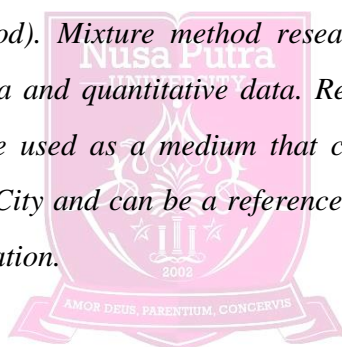 od). Mixture method resea
Nusa Putra
UNIVERSITY
a and quantitative data. Re
e used as a medium that c
City and can be a reference
ation.
2002
AMOR DEUS, PARENTIUM, CONCERVIS